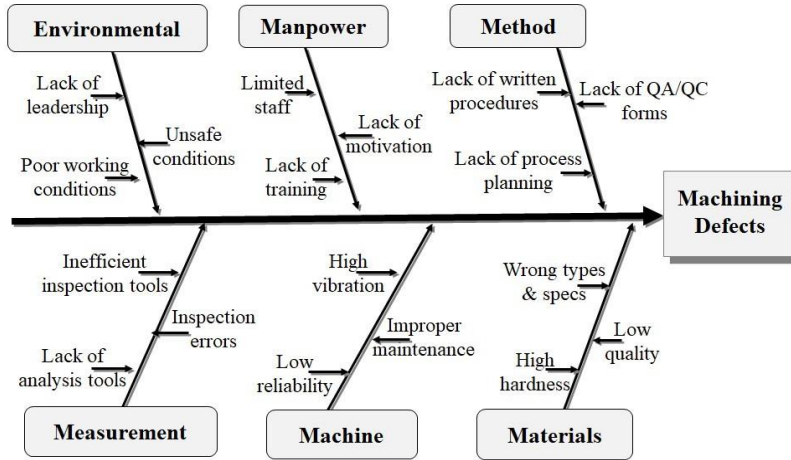 Environmental
Manpower
Method
Lack of
leadership
Unsafe
conditions
Poor working
conditions
Limited
staff
Lack of
motivation
Lack of
training
Lack of written
procedures
Lack of QA/QC
forms
Lack of process
planning
Machining
Defects
Inefficient
inspection tools
Inspection
errors
Lack of
analysis tools
High
vibration
Improper
maintenance
Low
reliability
Wrong types
& specs
Low
quality
High
hardness
Measurement
Machine
Materials